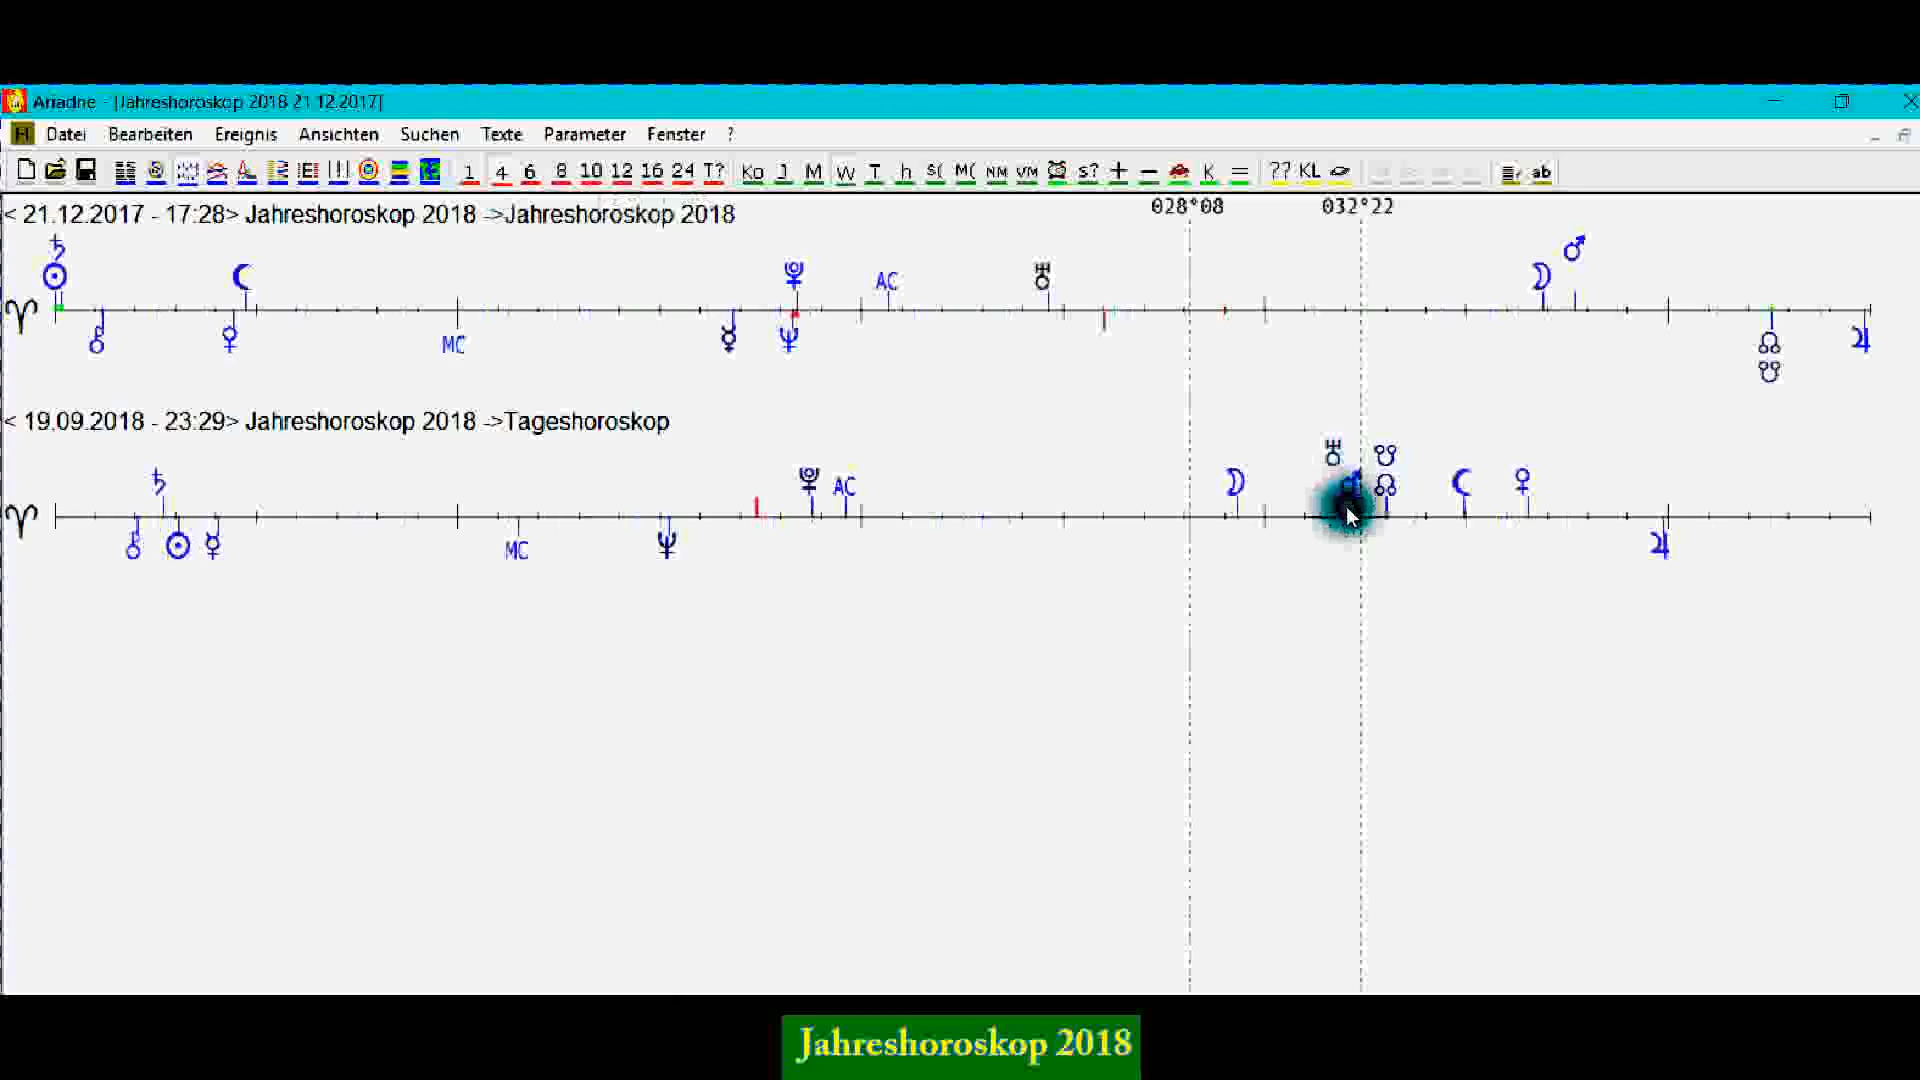 Ariadne - [Jahreshoroskop 2018 21.12.2017]
Datei Bearbeiten Ereignis Ansichten Suchen Texte Parameter Fenster ?
1 4 6 8 10 12 16 24 T? Ko J M W T h S( M( NM VM S? + − K = ?? KL ab
028°08 032°22
< 21.12.2017 - 17:28> Jahreshoroskop 2018 ->Jahreshoroskop 2018
AC
MC
< 19.09.2018 - 23:29> Jahreshoroskop 2018 ->Tageshoroskop
AC
MC
Jahreshoroskop 2018